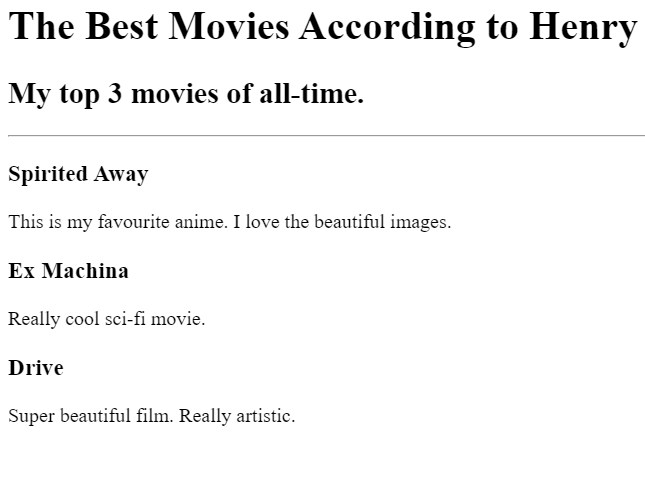 The Best Movies According to Henry
My top 3 movies of all-time.
Spirited Away
This is my favourite anime. I love the beautiful images.
Ex Machina
Really cool sci-fi movie.
Drive
Super beautiful film. Really artistic.